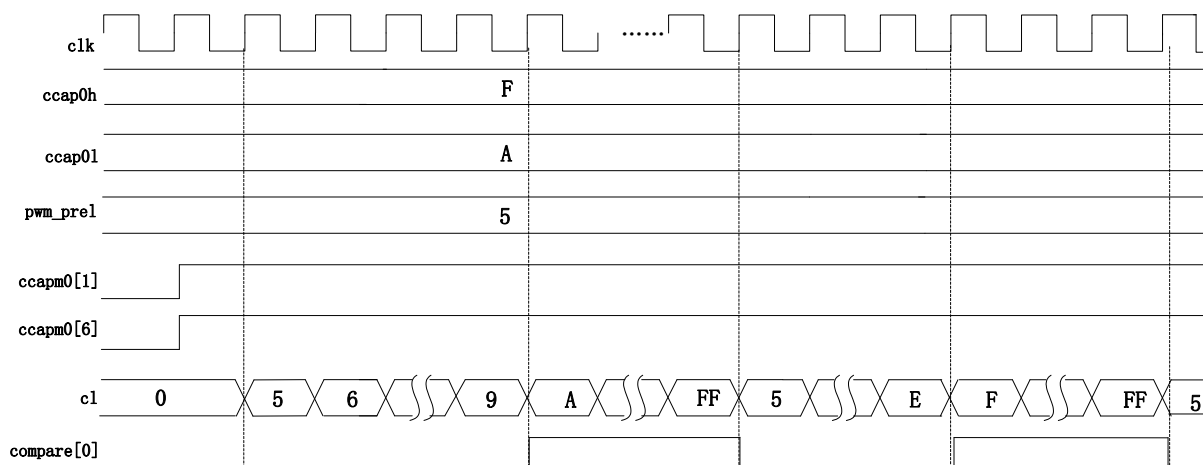 clk ......
ccap0h F
ccap0l A
pwm_prel 5
ccapm0[1]
ccapm0[6]
cl 0 5 6 9 A FF 5 E F FF 5
compare[0]